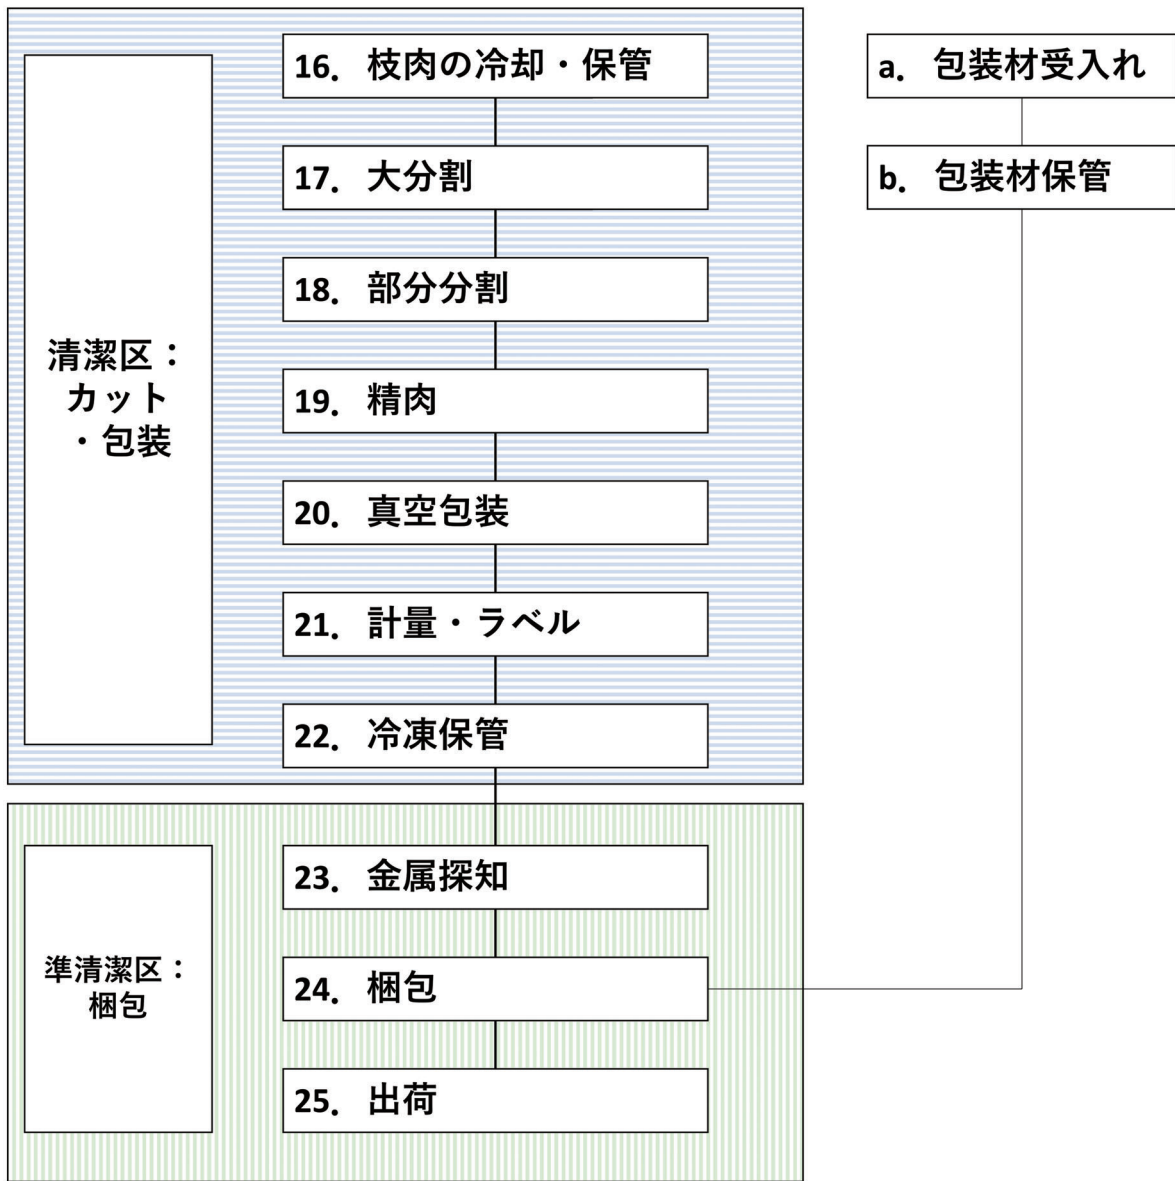 16. 枝肉の冷却・保管
17. 大分割
18. 部分分割
19. 精肉
20. 真空包装
21. 計量・ラベル
22. 冷凍保管
清潔区：
カット
・包装
23. 金属探知
24. 梱包
25. 出荷
準清潔区：
梱包
a. 包装材受入れ
b. 包装材保管